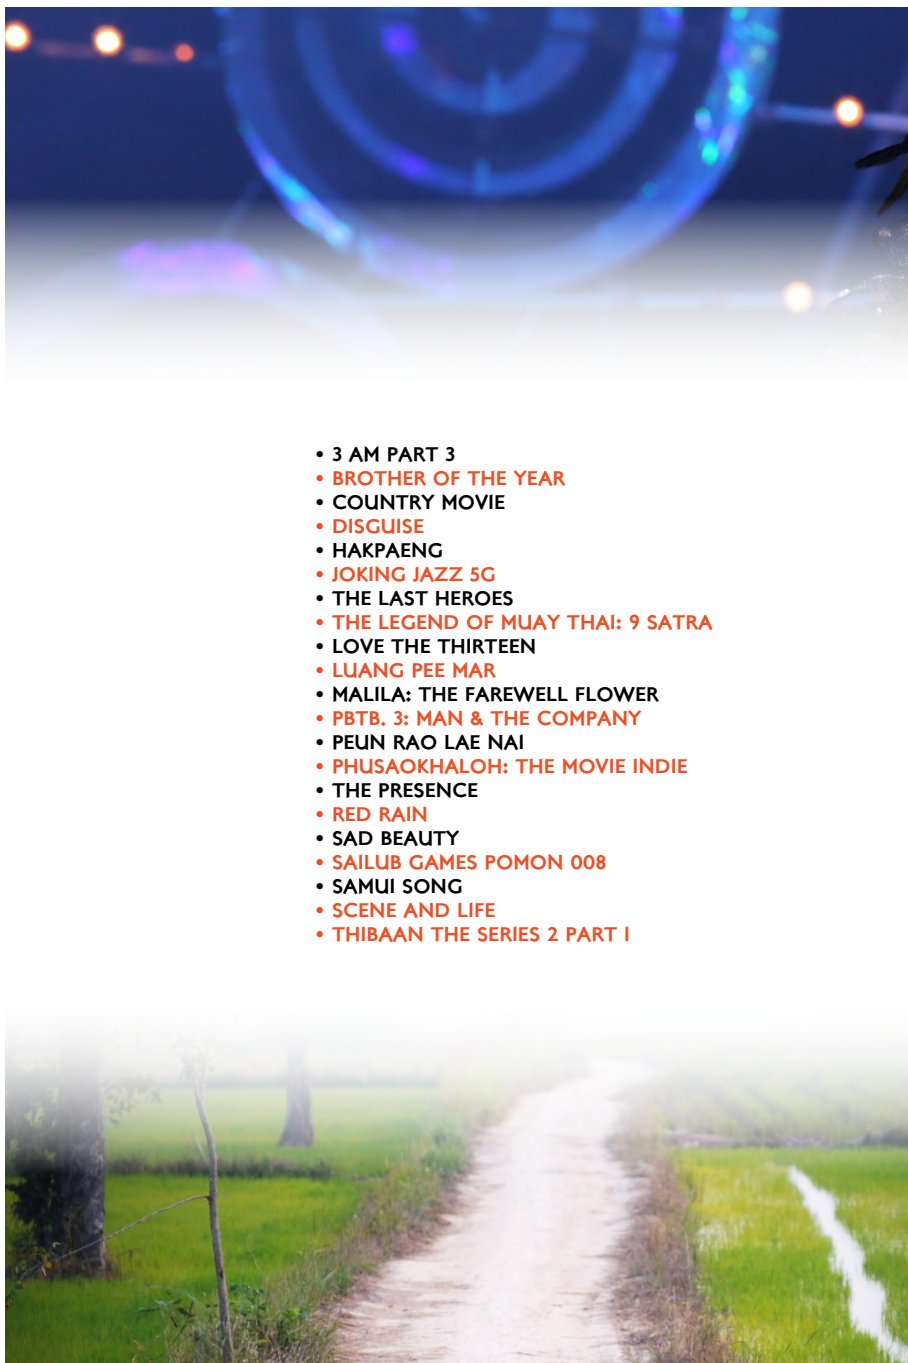 • 3 AM PART 3
• BROTHER OF THE YEAR
• COUNTRY MOVIE
• DISGUISE
• HAKPAENG
• JOKING JAZZ 5G
• THE LAST HEROES
• THE LEGEND OF MUAY THAI: 9 SATRA
• LOVE THE THIRTEEN
• LUANG PEE MAR
• MALILA: THE FAREWELL FLOWER
• PBTB. 3: MAN & THE COMPANY
• PEUN RAO LAE NAI
• PHUSAOKHALOH: THE MOVIE INDIE
• THE PRESENCE
• RED RAIN
• SAD BEAUTY
• SAILUB GAMES POMON 008
• SAMUI SONG
• SCENE AND LIFE
• THIBAAN THE SERIES 2 PART 1